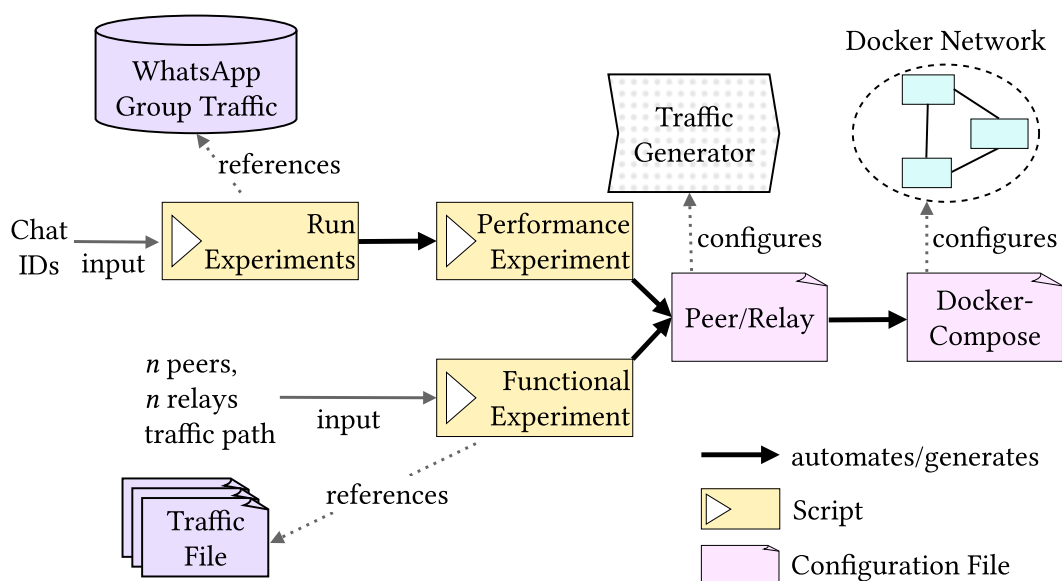 Docker Network
WhatsApp
Group Traffic
Traffic
Generator
references
Chat
IDs
input
Run
Experiments
Performance
Experiment
configures
configures
Peer/Relay
Docker-
Compose
n peers,
n relays
traffic path
input
Functional
Experiment
references
Traffic
File
automates/generates
Script
Configuration File